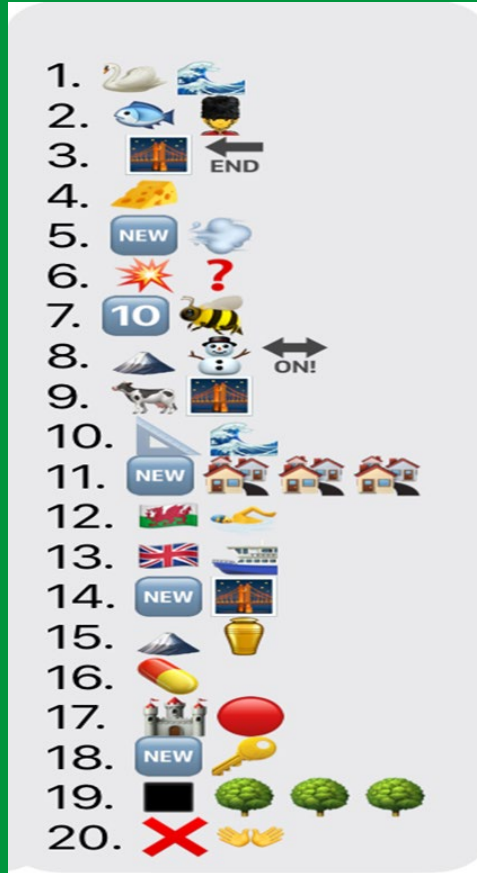 1.
2.
3. END
4.
5. NEW
6. ?
7. 10
8. ON!
9.
10.
11. NEW
12.
13.
14. NEW
15.
16.
17.
18. NEW
19.
20.